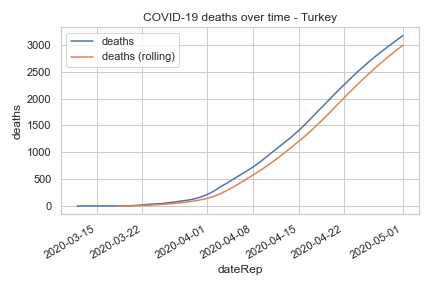 COVID-19 deaths over time - Turkey
deaths
deaths (rolling)
3000
2500
2000
1500
1000
500
0
deaths
2020-03-15
2020-03-22
2020-04-01
2020-04-08
2020-04-15
2020-04-22
2020-05-01
dateRep